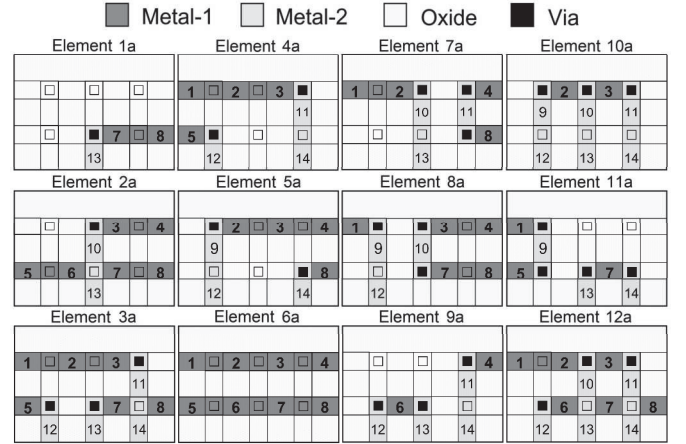 Metal-1 Metal-2 Oxide Via
Element 1a Element 4a Element 7a Element 10a
1 2 3 1 2 4 2 3
11 10 11 9 10 11
7 8 5 8
13 12 14 13 12 13 14
Element 2a Element 5a Element 8a Element 11a
3 4 2 3 4 1 3 4 1
10 9 9 10 9
5 6 7 8 8 7 8 5 7
13 12 14 12 13 14
Element 3a Element 6a Element 9a Element 12a
1 2 3 1 2 3 4 4 1 2 3
11 11 10 11
5 7 8 5 6 7 8 6 6 7 8
12 13 14 12 13 14 12 13 14